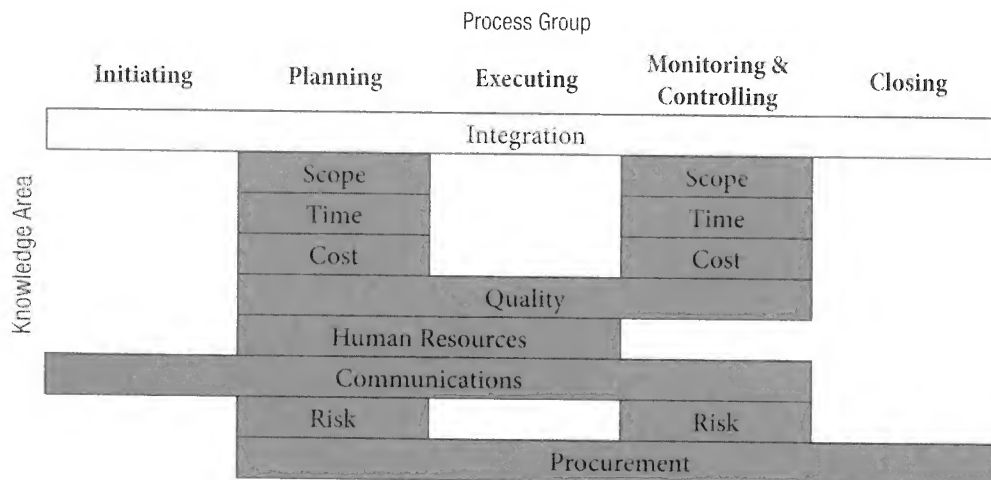 Process Group
Initiating Planning Executing Monitoring & Controlling Closing
Knowledge Area
Integration
Scope Scope
Time Time
Cost Cost
Quality
Human Resources
Communications
Risk Risk
Procurement